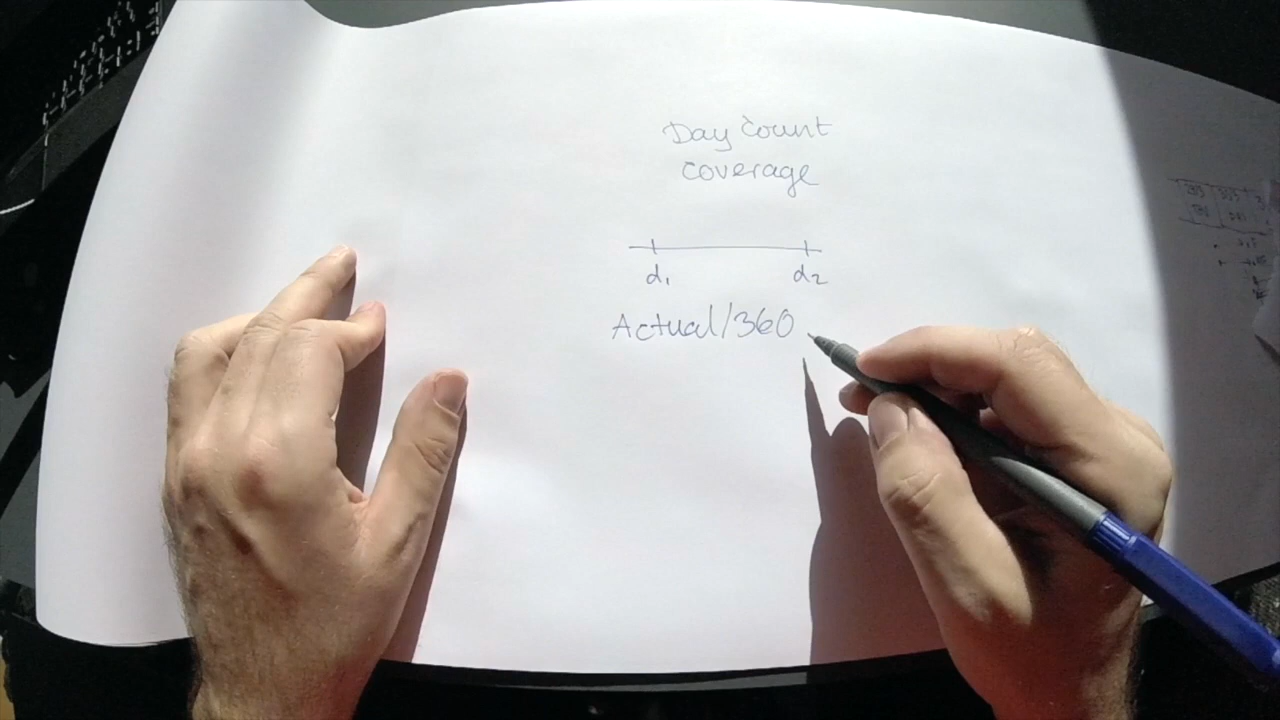 Day Count
coverage
d₁ d₂
Actual/360